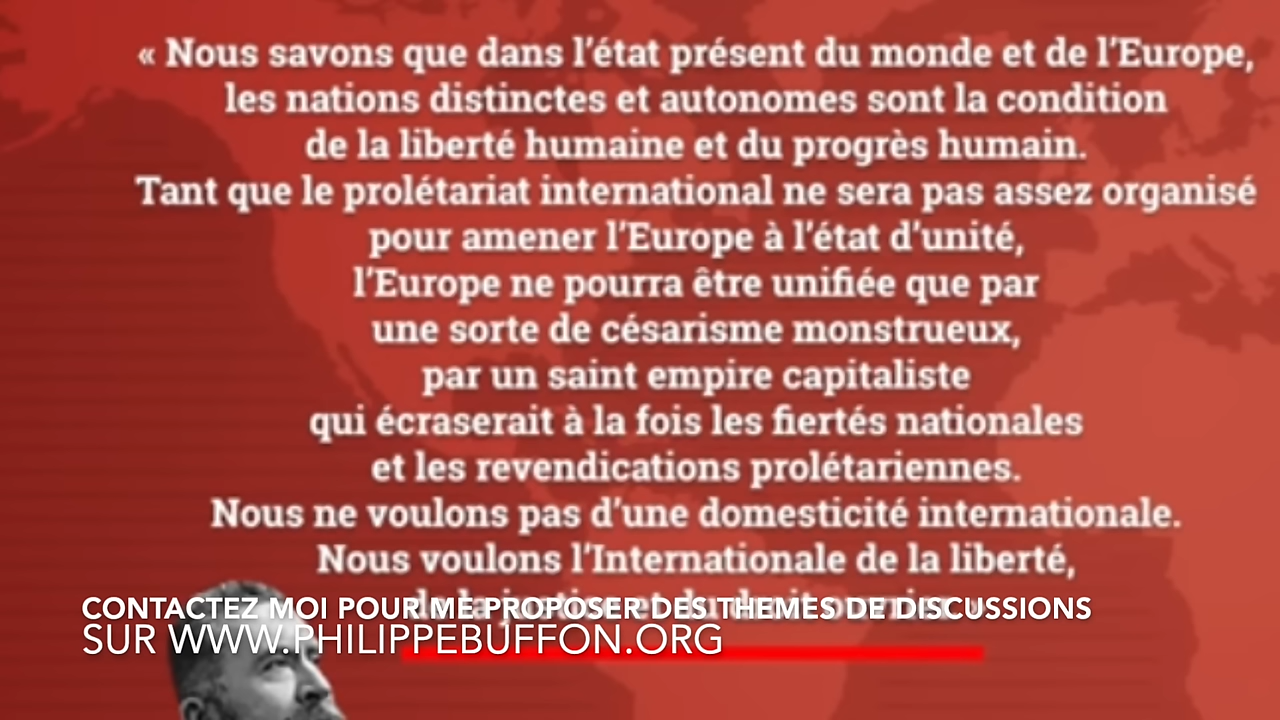 « Nous savons que dans l’état présent du monde et de l’Europe,
les nations distinctes et autonomes sont la condition
de la liberté humaine et du progrès humain.
Tant que le prolétariat international ne sera pas assez organisé
pour amener l’Europe à l’état d’unité,
l’Europe ne pourra être unifiée que par
une sorte de césarisme monstrueux,
par un saint empire capitaliste
qui écraserait à la fois les fiertés nationales
et les revendications prolétariennes.
Nous ne voulons pas d’une domesticité internationale.
Nous voulons l’Internationale de la liberté,
CONTACTEZ MOI POUR ME PROPOSER DES THEMES DE DISCUSSIONS
SUR WWW.PHILIPPEBUFFON.ORG